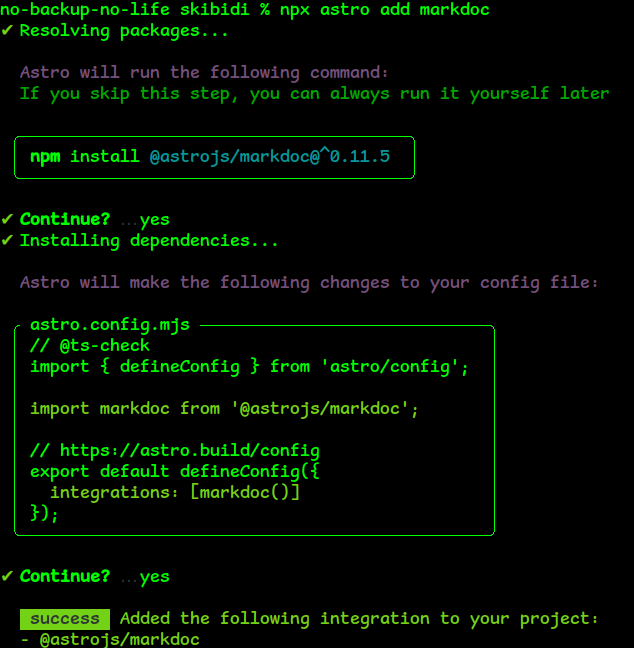 no-backup-no-life skibidi % npx astro add markdoc
✔ Resolving packages...
Astro will run the following command:
If you skip this step, you can always run it yourself later
npm install @astrojs/markdoc@^0.11.5
✔ Continue? …yes
✔ Installing dependencies...
Astro will make the following changes to your config file:
astro.config.mjs
// @ts-check
import { defineConfig } from 'astro/config';
import markdoc from '@astrojs/markdoc';
// https://astro.build/config
export default defineConfig({
integrations: [markdoc()]
});
✔ Continue? …yes
success Added the following integration to your project:
- @astrojs/markdoc